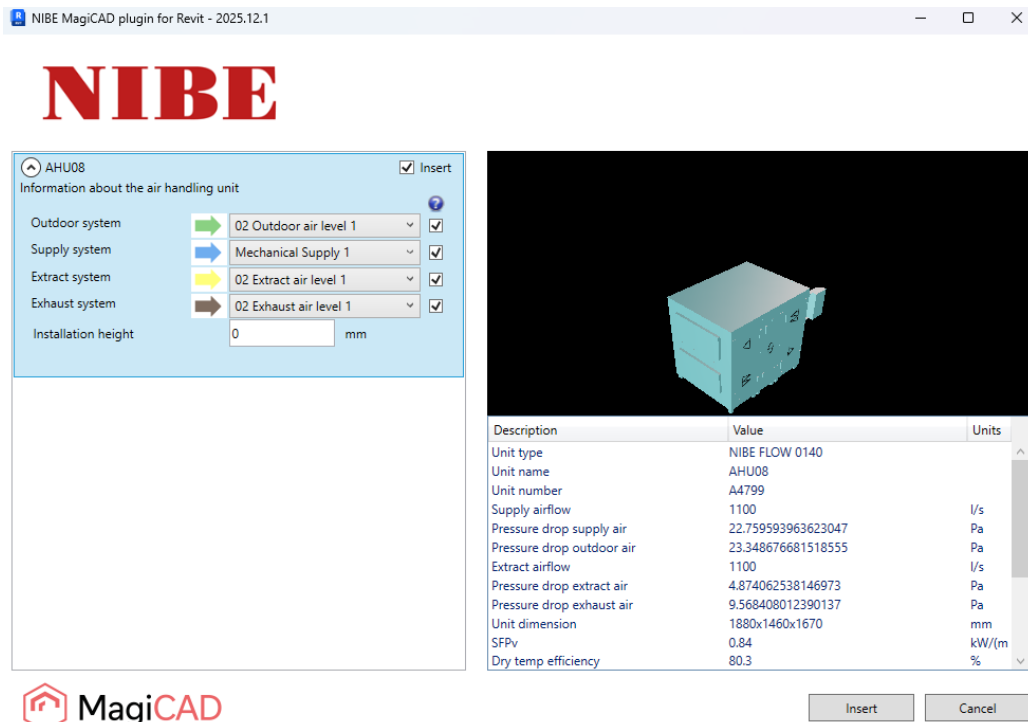 NIBE MagiCAD plugin for Revit - 2025.12.1
NIBE
AHU08 Insert
Information about the air handling unit
?
Outdoor system 02 Outdoor air level 1
Supply system Mechanical Supply 1
Extract system 02 Extract air level 1
Exhaust system 02 Exhaust air level 1
Installation height 0 mm
Description Value Units
Unit type NIBE FLOW 0140
Unit name AHU08
Unit number A4799
Supply airflow 1100 l/s
Pressure drop supply air 22.759593963623047 Pa
Pressure drop outdoor air 23.348676681518555 Pa
Extract airflow 1100 l/s
Pressure drop extract air 4.874062538146973 Pa
Pressure drop exhaust air 9.568408012390137 Pa
Unit dimension 1880x1460x1670 mm
SFPv 0.84 kW/(m
Dry temp efficiency 80.3 %
MagiCAD
Insert Cancel